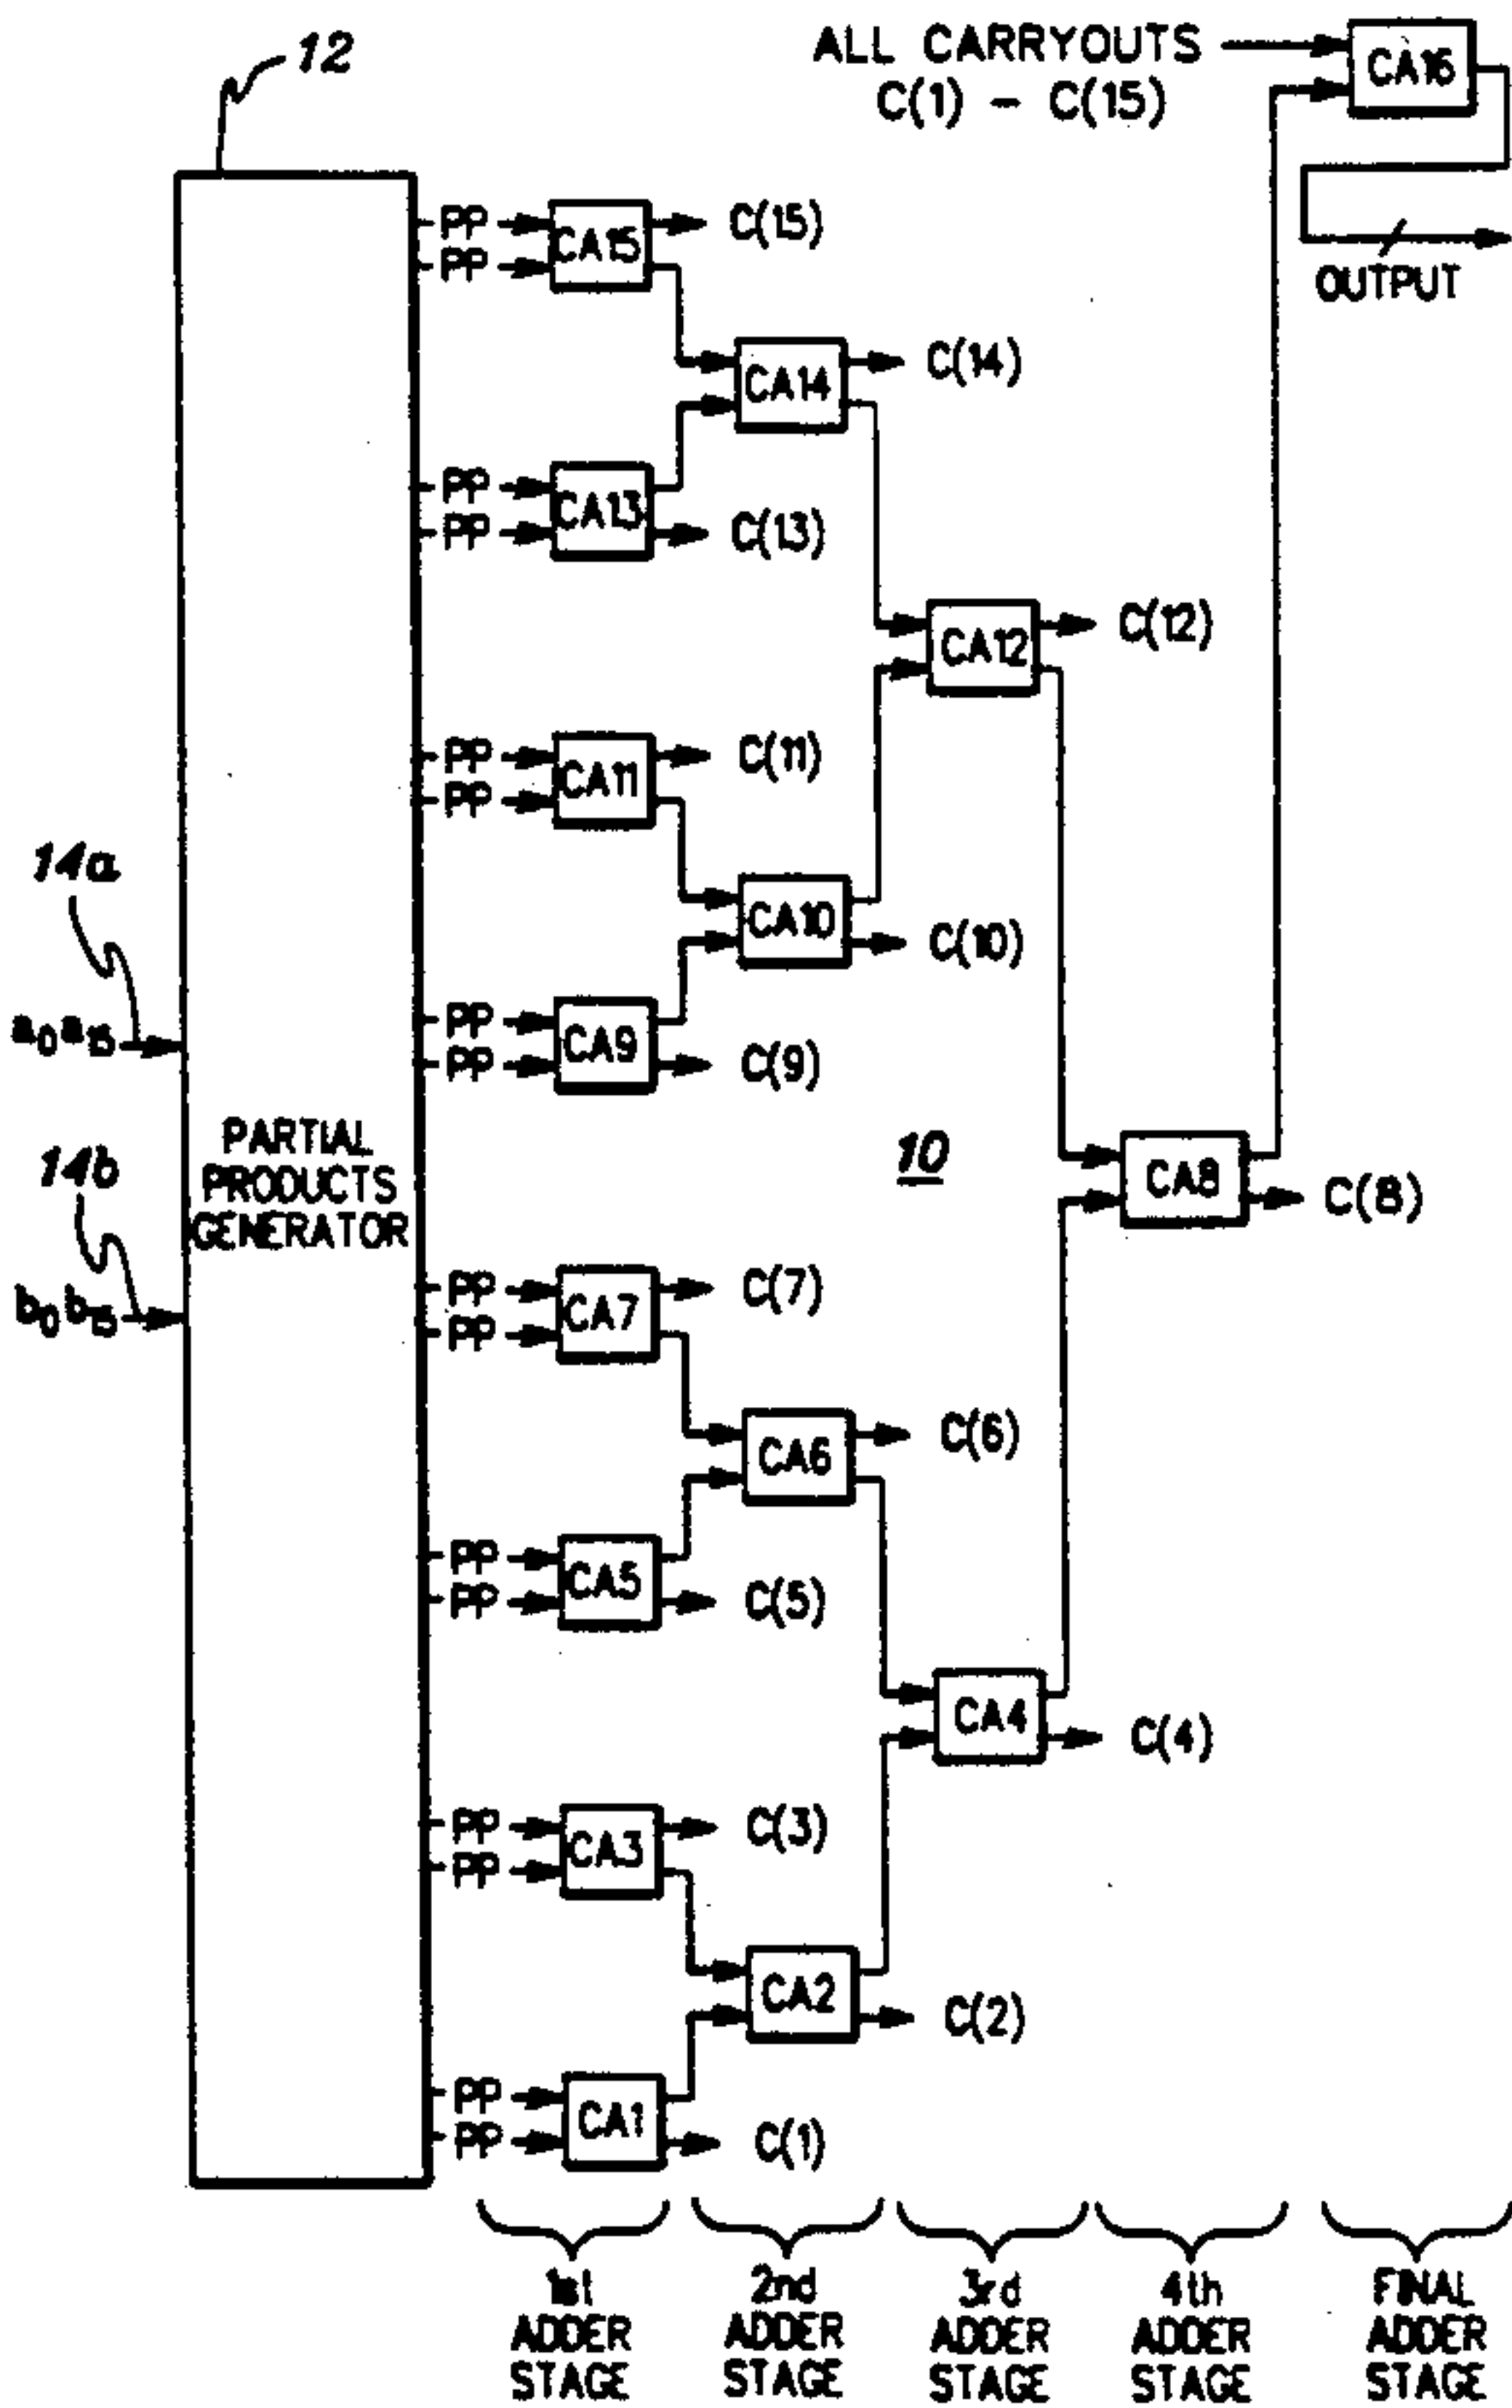 12
ALL CARRYOUTS
C(1) - C(15)
CA16
OUTPUT
PP
PP
CA15
C(15)
CA14
C(14)
PP
PP
CA13
C(13)
CA12
C(12)
PP
PP
CA11
C(11)
CA10
C(10)
14a
a0a15
PP
PP
CA9
C(9)
PARTIAL
PRODUCTS
GENERATOR
10
CA8
C(8)
14b
b0b15
PP
PP
CA7
C(7)
CA6
C(6)
PP
PP
CA5
C(5)
CA4
C(4)
PP
PP
CA3
C(3)
CA2
C(2)
PP
PP
CA1
C(1)
1st
ADDER
STAGE
2nd
ADDER
STAGE
3rd
ADDER
STAGE
4th
ADDER
STAGE
FINAL
ADDER
STAGE